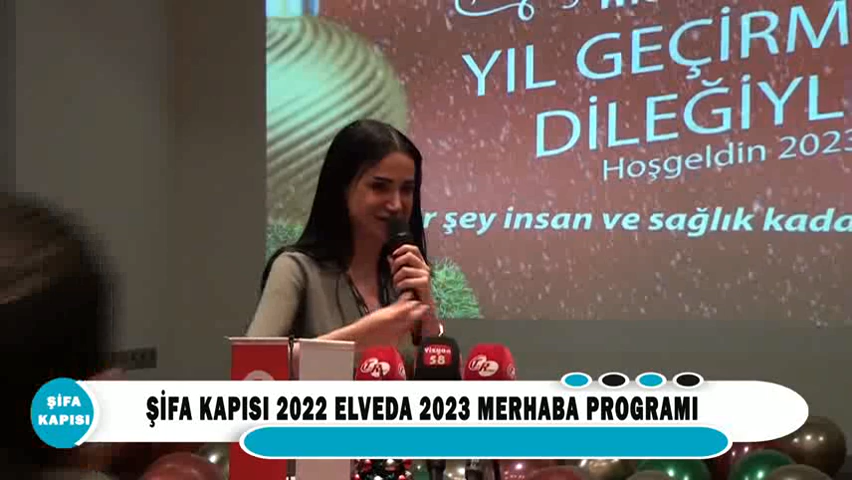 YIL GEÇİRM
DİLEĞİYL
Hoşgeldin 2023
r şey insan ve sağlık kada
Visyon
58
ŞİFA
KAPISI
ŞİFA KAPISI 2022 ELVEDA 2023 MERHABA PROGRAMI